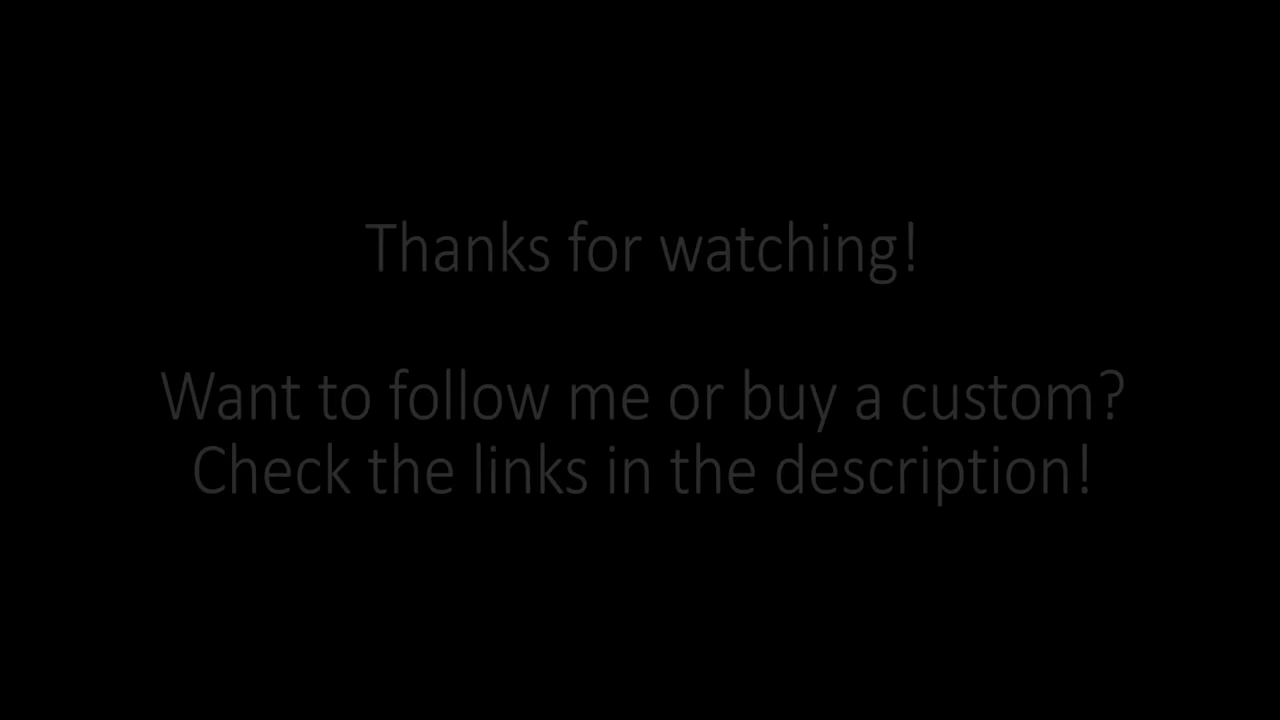 Thanks for watching!
Want to follow me or buy a custom?
Check the links in the description!